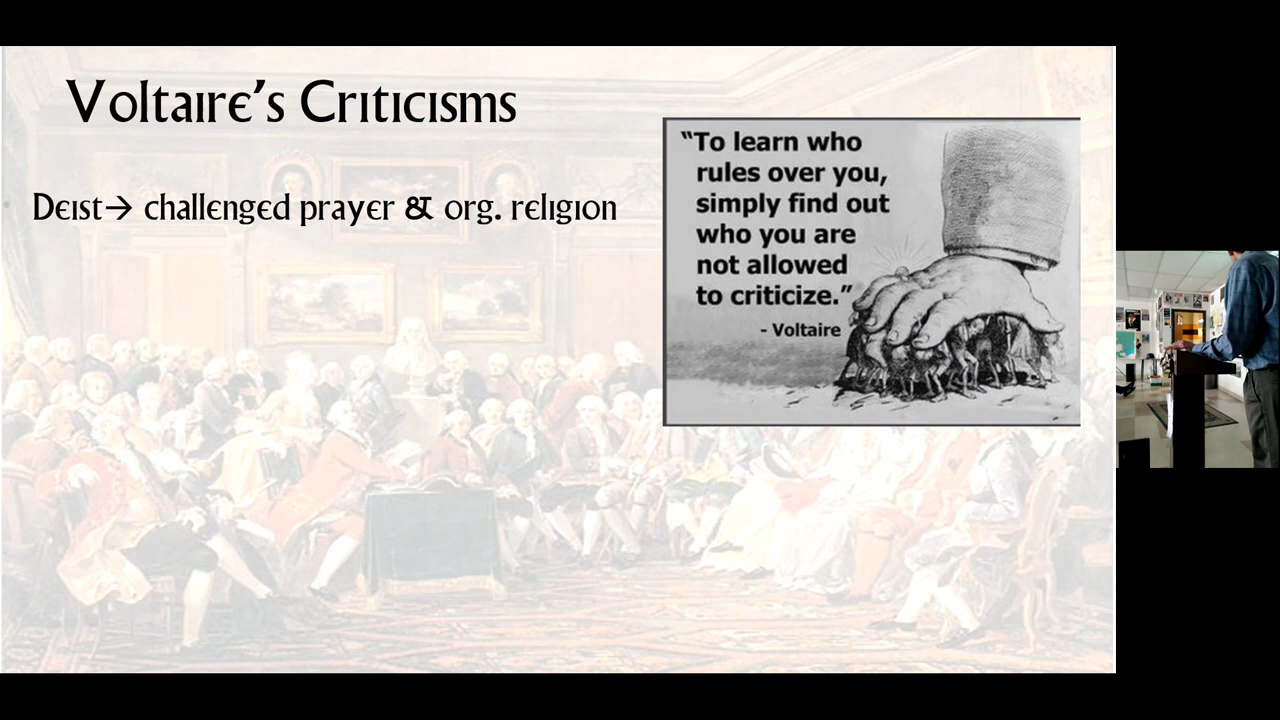 Voltaire's Criticisms
Deist→ challenged prayer & org. religion
“To learn who
rules over you,
simply find out
who you are
not allowed
to criticize.”
- Voltaire